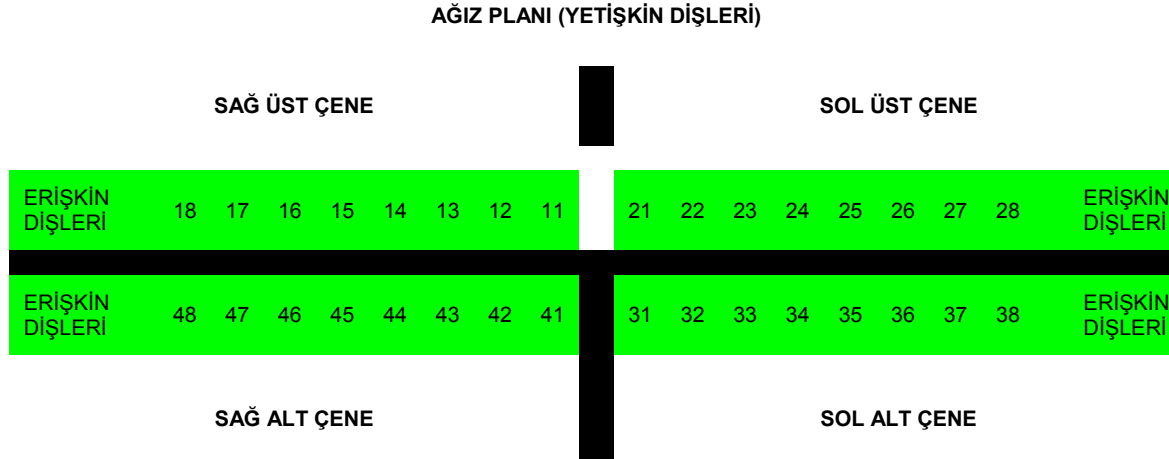 AĞIZ PLANI (YETİŞKİN DİŞLERİ)
SAĞ ÜST ÇENE
SOL ÜST ÇENE
ERİŞKİN
DİŞLERİ
18 17 16 15 14 13 12 11
21 22 23 24 25 26 27 28
ERİŞKİN
DİŞLERİ
ERİŞKİN
DİŞLERİ
48 47 46 45 44 43 42 41
31 32 33 34 35 36 37 38
ERİŞKİN
DİŞLERİ
SAĞ ALT ÇENE
SOL ALT ÇENE